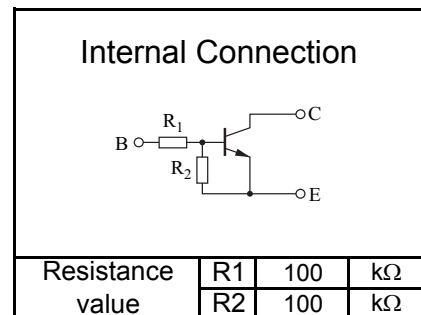 Internal Connection
C
R1
B
R2
E
Resistance value R1 100 kΩ
R2 100 kΩ